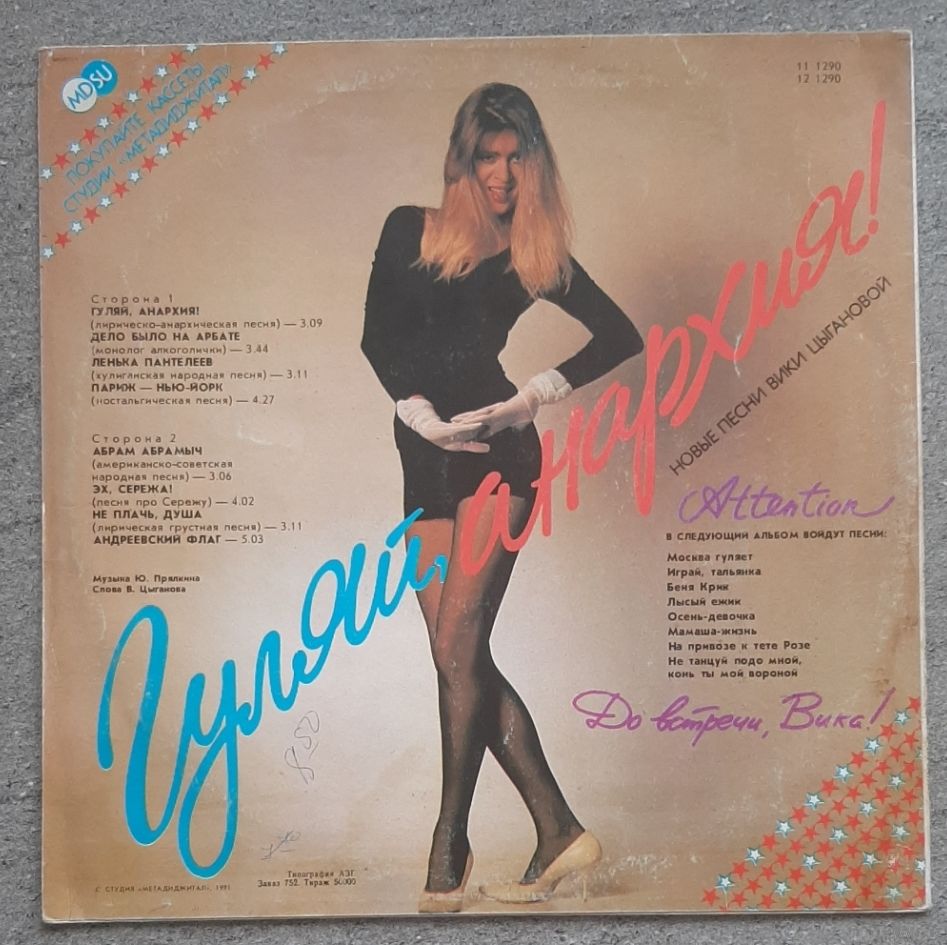 MDSU
ПОКУПАЙТЕ КАССЕТЫ
СТУДИИ «МЕТАДИДЖИТАЛ»
11 1290
12 1290
Сторона 1
ГУЛЯЙ, АНАРХИЯ!
(лирическо-анархическая песня) — 3.09
ДЕЛО БЫЛО НА АРБАТЕ
(монолог алкоголички) — 3.44
ЛЕНЬКА ПАНТЕЛЕЕВ
(хулиганская народная песня) — 3.11
ПАРИЖ — НЬЮ-ЙОРК
(ностальгическая песня) — 4.27
Сторона 2
АБРАМ АБРАМЫЧ
(американско-советская
народная песня) — 3.06
ЭХ, СЕРЕЖА!
(песня про Сережу) — 4.02
НЕ ПЛАЧЬ, ДУША
(лирическая грустная песня) — 3.11
АНДРЕЕВСКИЙ ФЛАГ — 5.03
Музыка Ю. Прялкина
Слова В. Цыганова
Гуляй, анархия!
НОВЫЕ ПЕСНИ ВИКИ ЦЫГАНОВОЙ
Attention
В СЛЕДУЮЩИЙ АЛЬБОМ ВОЙДУТ ПЕСНИ:
Москва гуляет
Играй, тальянка
Беня Крик
Лысый ежик
Осень-девочка
Мамаша-жизнь
На привозе к тете Розе
Не танцуй подо мной,
конь ты мой вороной
До встречи, Вика!
8 50
© СТУДИЯ «МЕТАДИДЖИТАЛ», 1991
Типография АЗГ
Заказ 752. Тираж 50000